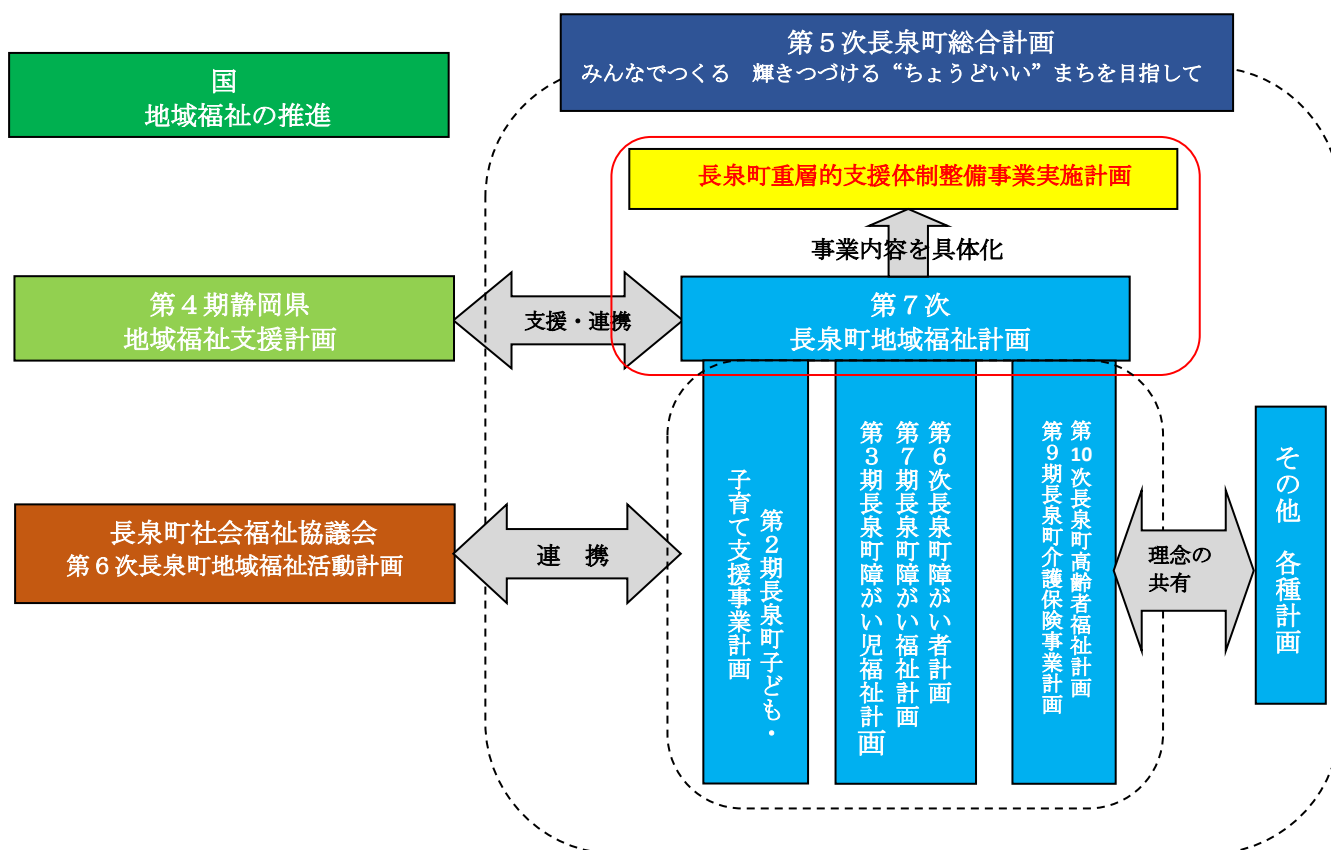 第５次長泉町総合計画
みんなでつくる　輝きつづける“ちょうどいい”まちを目指して
国
地域福祉の推進
長泉町重層的支援体制整備事業実施計画
事業内容を具体化
第４期静岡県
地域福祉支援計画
支援・連携
第７次
長泉町地域福祉計画
長泉町社会福祉協議会
第６次長泉町地域福祉活動計画
連　携
第２期長泉町子ども・
子育て支援事業計画
第６次長泉町障がい者計画
第７期長泉町障がい福祉計画
第３期長泉町障がい児福祉計画
第10次長泉町高齢者福祉計画
第９期長泉町介護保険事業計画
理念の
共有
その他　各種計画